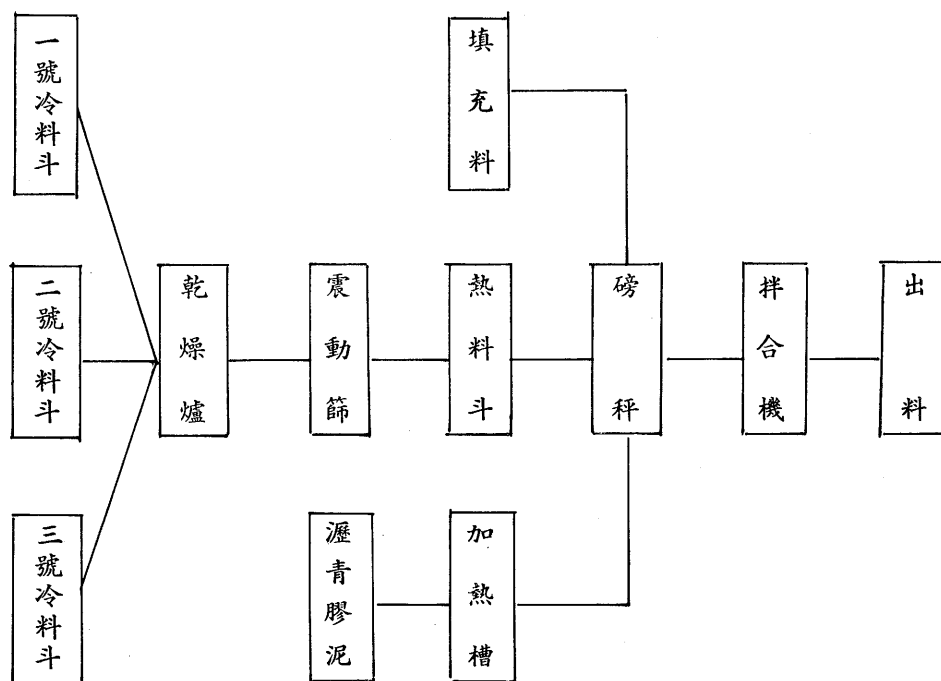 一號冷料斗
填充料
二號冷料斗
乾燥爐
震動篩
熱料斗
磅秤
拌合機
出料
三號冷料斗
瀝青膠泥
加熱槽